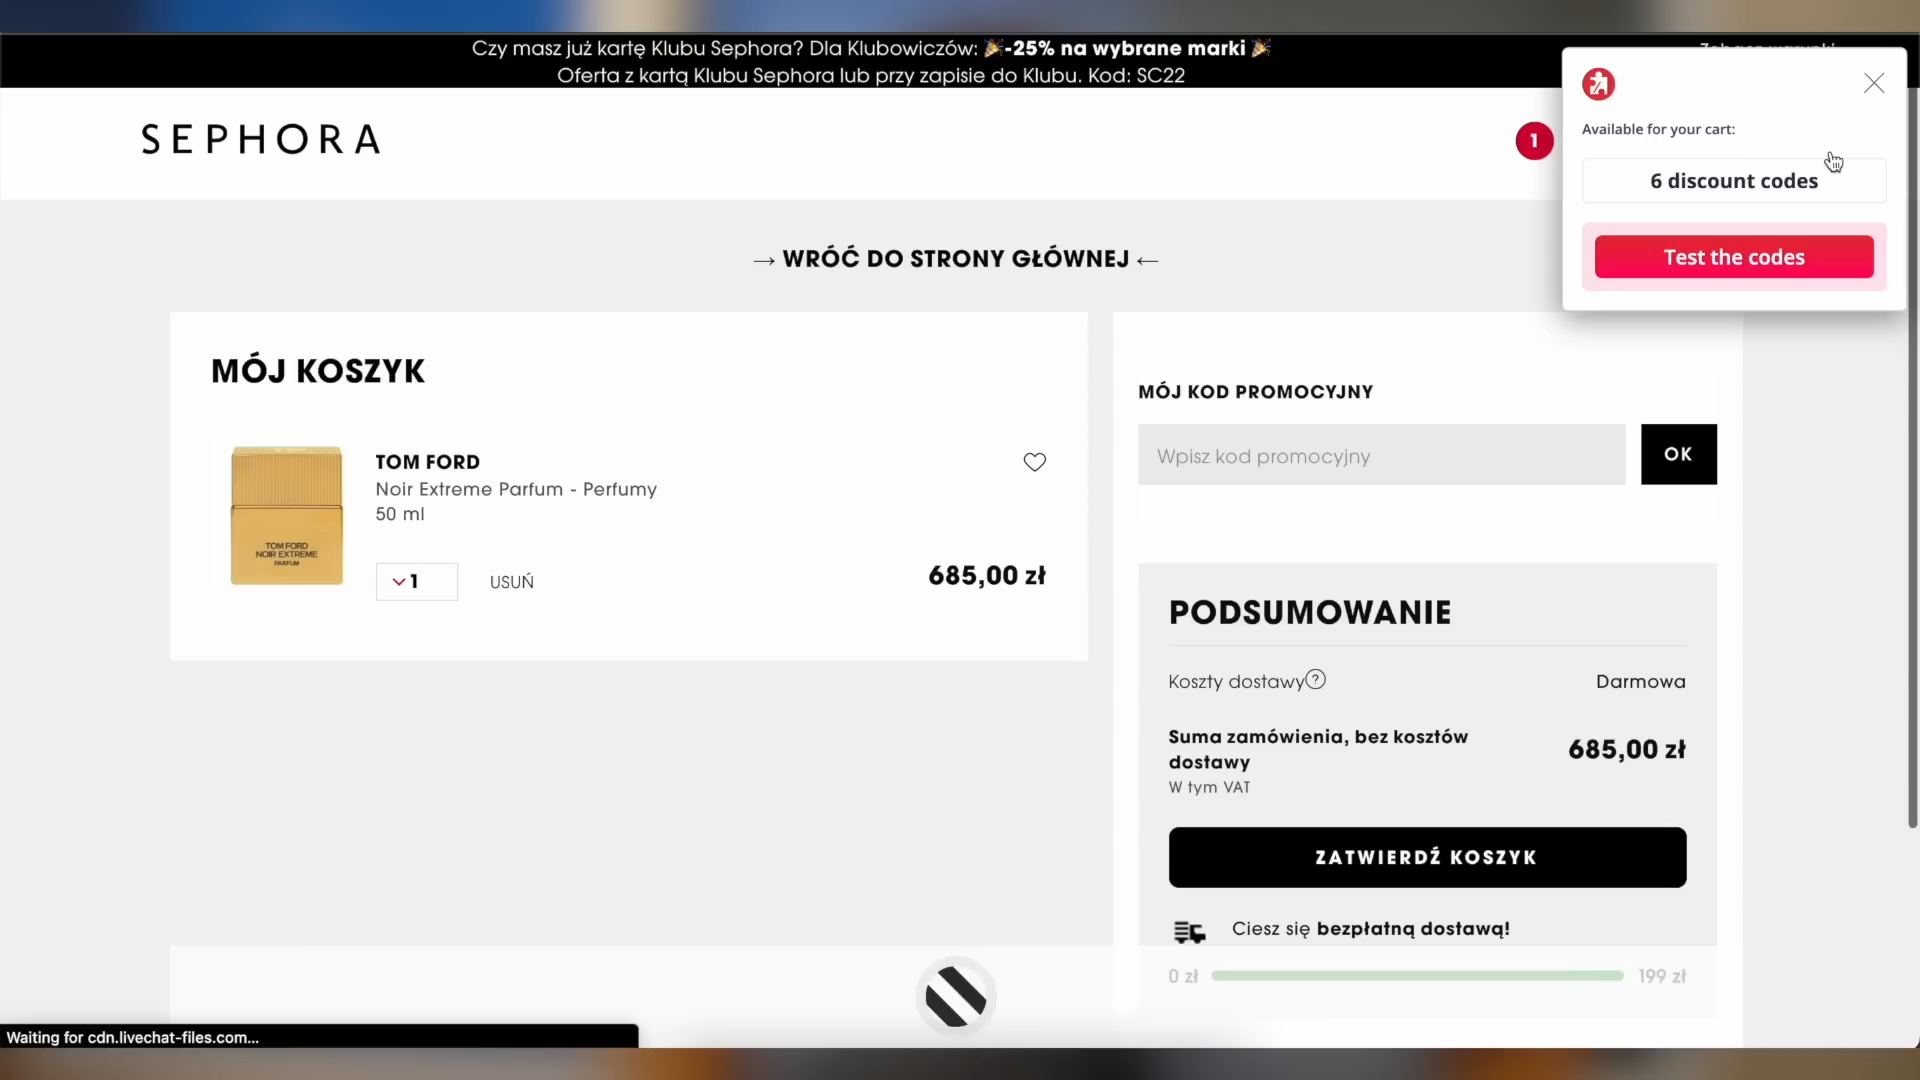 Czy masz już kartę Klubu Sephora? Dla Klubowiczów: 🎉-25% na wybrane marki 🎉
Oferta z kartą Klubu Sephora lub przy zapisie do Klubu. Kod: SC22
SEPHORA
1
Available for your cart:
6 discount codes
Test the codes
→ WRÓĆ DO STRONY GŁÓWNEJ ←
MÓJ KOSZYK
TOM FORD
Noir Extreme Parfum - Perfumy
50 ml
TOM FORD
NOIR EXTREME
PARFUM
1
USUŃ
685,00 zł
MÓJ KOD PROMOCYJNY
Wpisz kod promocyjny
OK
PODSUMOWANIE
Koszty dostawy?
Darmowa
Suma zamówienia, bez kosztów
dostawy
685,00 zł
W tym VAT
ZATWIERDŹ KOSZYK
Ciesz się bezpłatną dostawą!
0 zł
199 zł
Waiting for cdn.livechat-files.com...